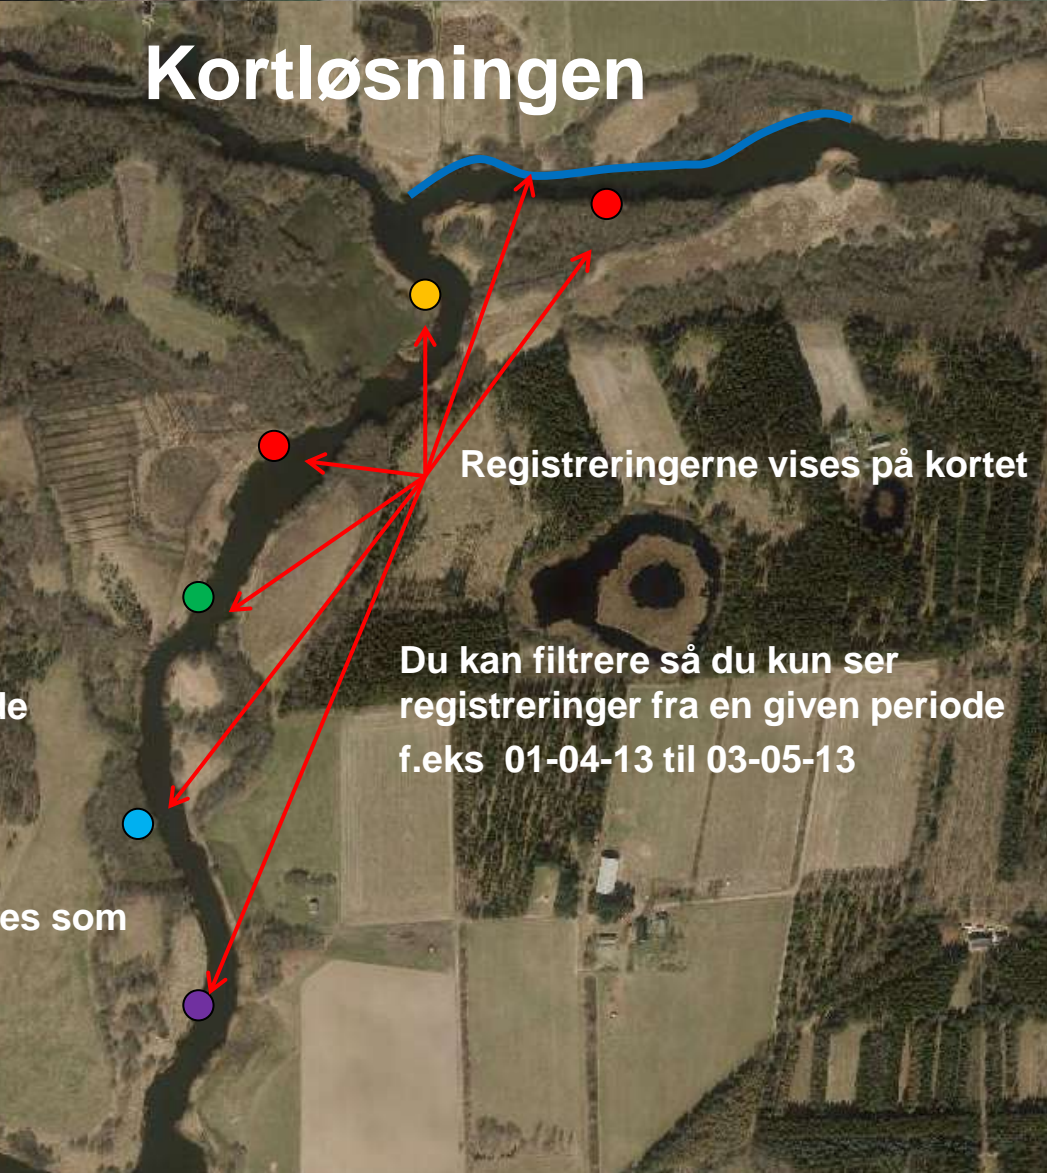 Kortløsningen
Registreringerne vises på kortet
Du kan filtrere så du kun ser
registreringer fra en given periode
f.eks 01-04-13 til 03-05-13
es som